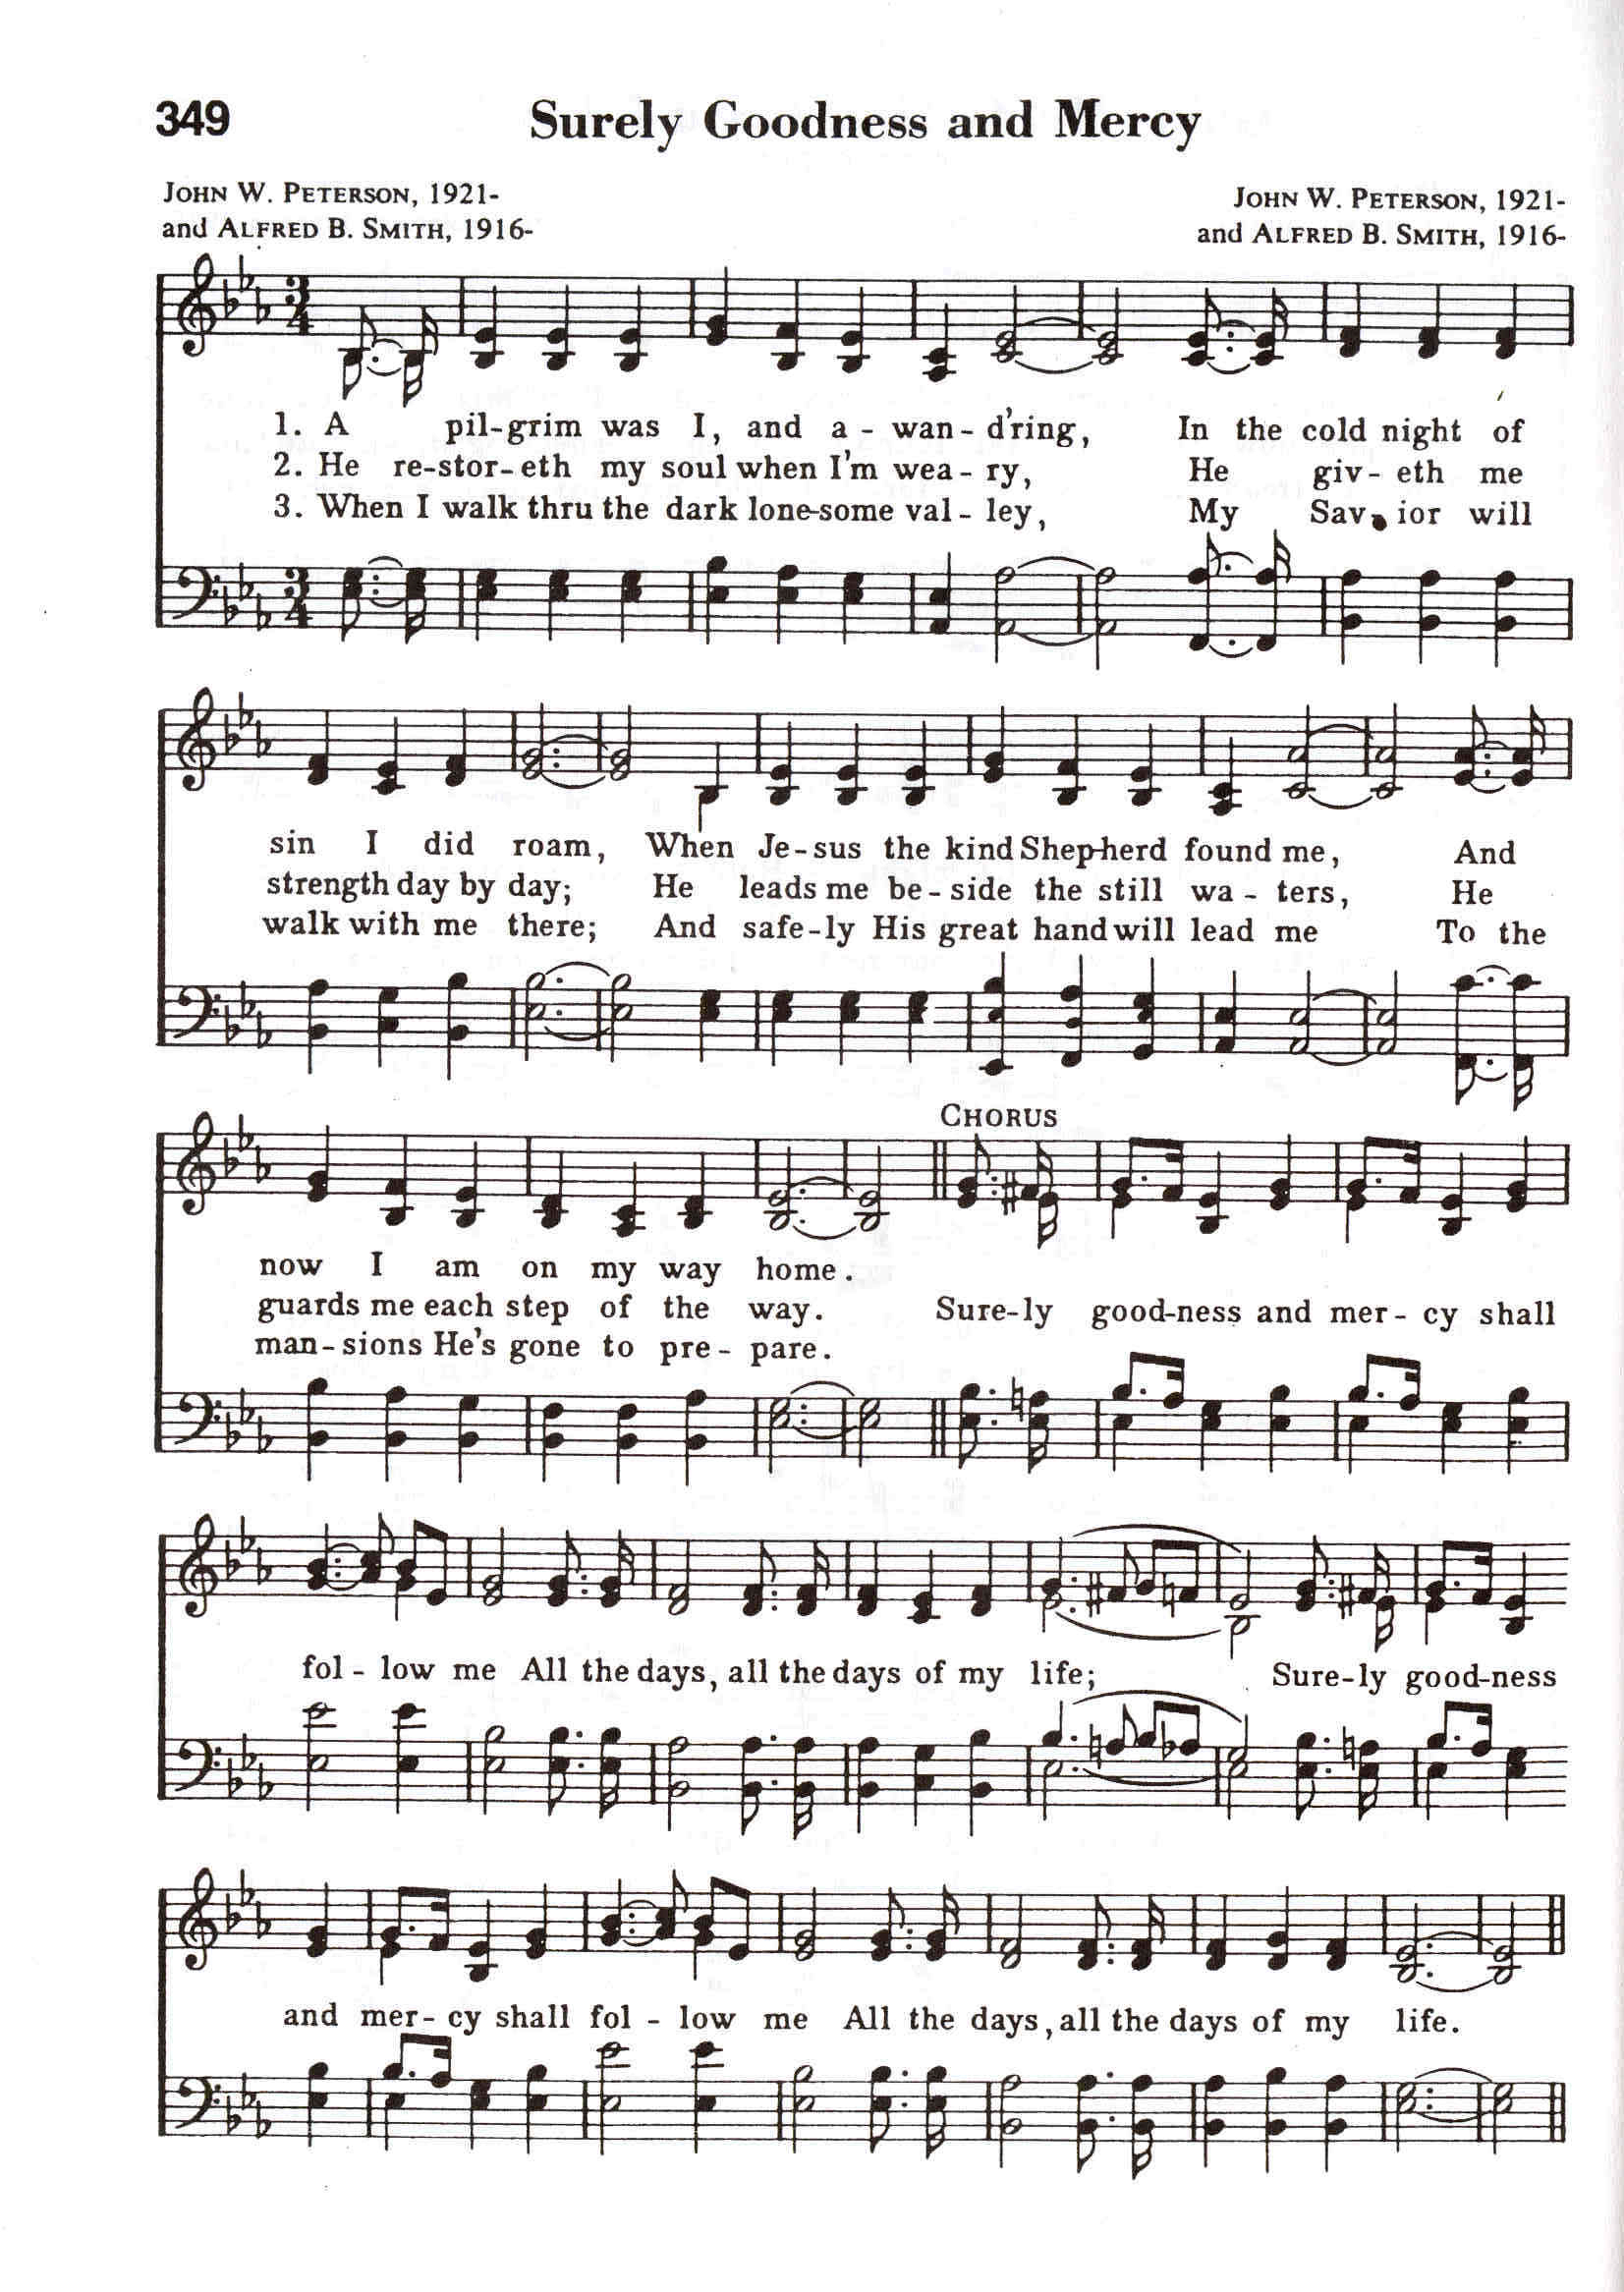 349
Surely Goodness and Mercy
JOHN W. PETERSON, 1921-
and ALFRED B. SMITH, 1916-
JOHN W. PETERSON, 1921-
and ALFRED B. SMITH, 1916-
3/4
1. A pil-grim was I, and a - wan - d'ring, In the cold night of
2. He re-stor-eth my soul when I'm wea - ry, He giv - eth me
3. When I walk thru the dark lone-some val - ley, My Sav - ior will
3/4
sin I did roam, When Je - sus the kind Shep-herd found me, And
strength day by day; He leads me be - side the still wa - ters, He
walk with me there; And safe - ly His great hand will lead me To the
CHORUS
now I am on my way home.
guards me each step of the way. Sure-ly good-ness and mer - cy shall
man - sions He's gone to pre - pare.
fol - low me All the days, all the days of my life; Sure-ly good-ness
and mer - cy shall fol - low me All the days, all the days of my life.